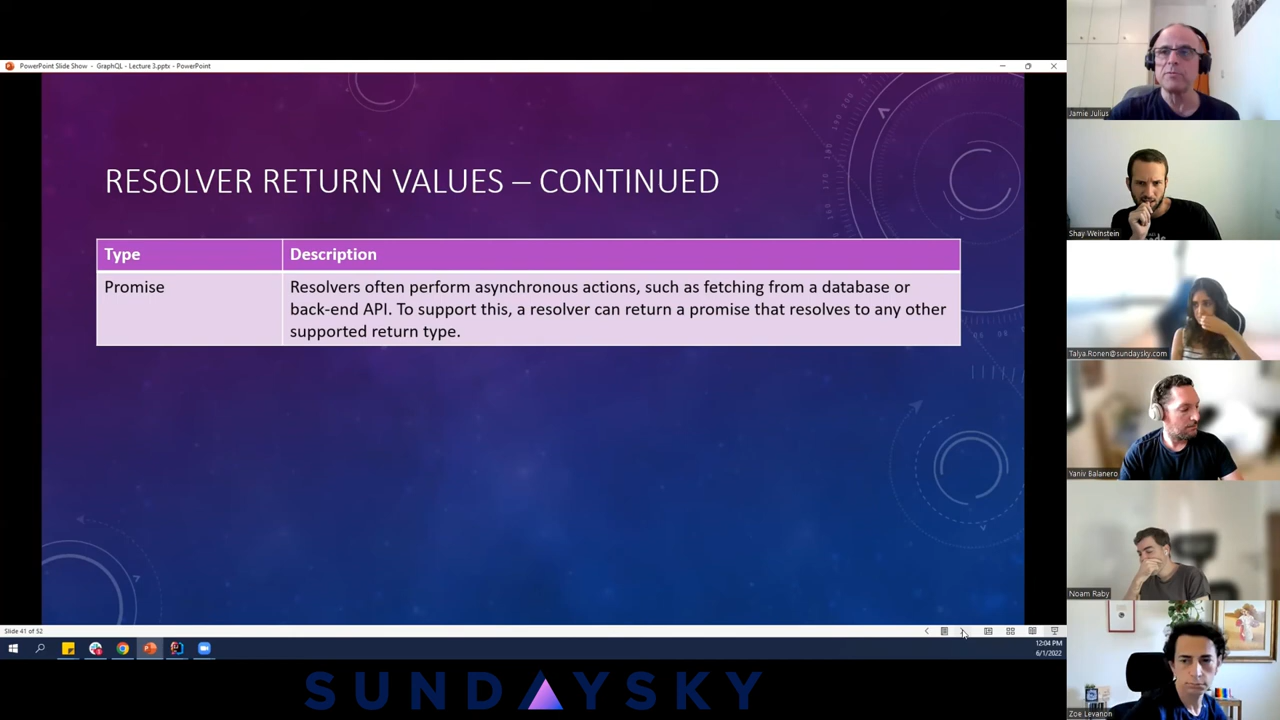 PowerPoint Slide Show - GraphQL - Lecture 3.pptx - PowerPoint
RESOLVER RETURN VALUES – CONTINUED
Type
Description
Promise
Resolvers often perform asynchronous actions, such as fetching from a database or
back-end API. To support this, a resolver can return a promise that resolves to any other
supported return type.
Slide 41 of 52
12:04 PM
6/1/2022
SUNDAYSKY
Jamie Julius
Shay Weinstein
Talya.Ronen@sundaysky.com
Yaniv Balanero
Noam Raby
Zoe Levanon